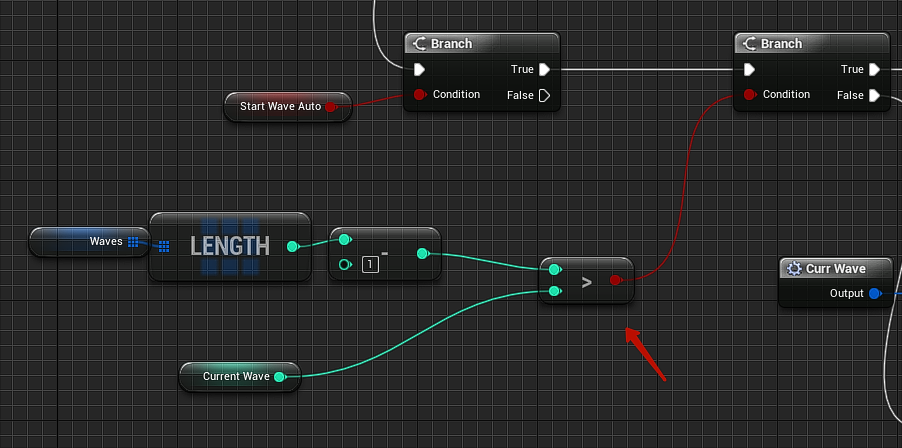 Branch
True
Condition
False
Branch
True
Condition
False
Start Wave Auto
Waves
LENGTH
-
1
>
Curr Wave
Output
Current Wave